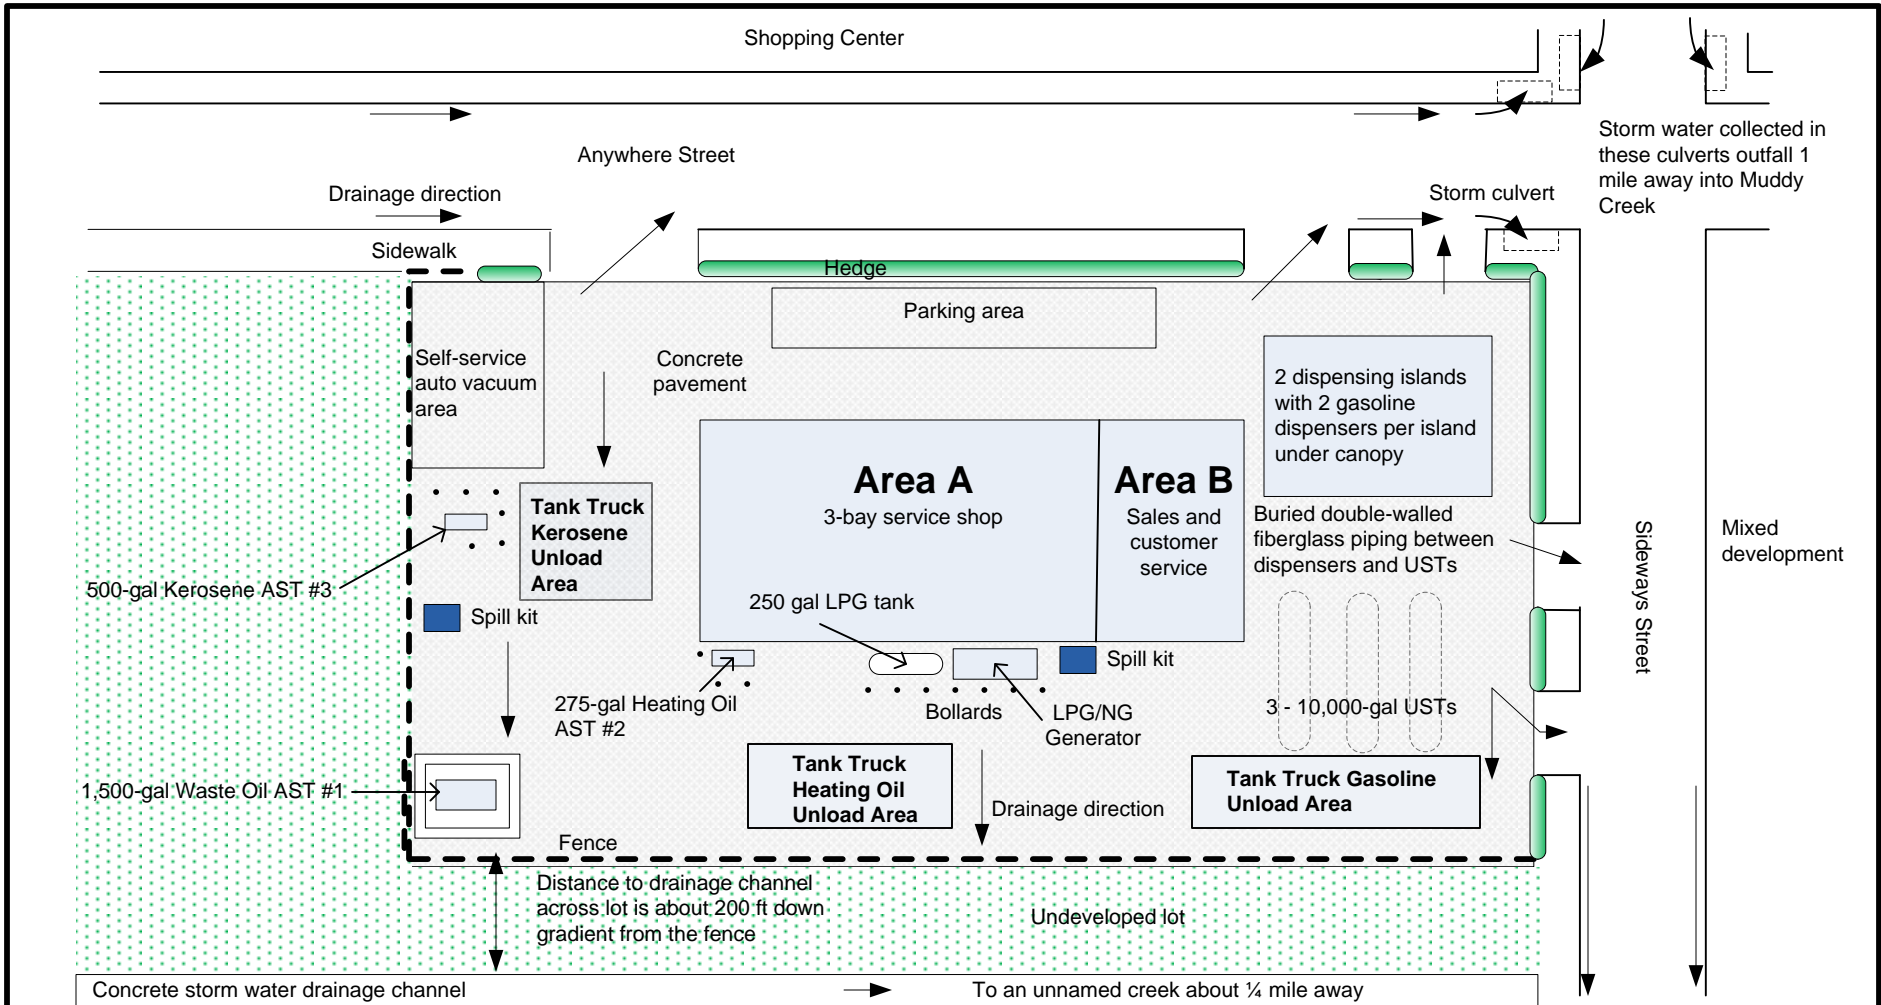 Shopping Center
Storm water collected in
these culverts outfall 1
mile away into Muddy
Creek
Anywhere Street
Drainage direction
Storm culvert
Sidewalk
Hedge
Parking area
Self-service
auto vacuum
area
Concrete
pavement
2 dispensing islands
with 2 gasoline
dispensers per island
under canopy
Area A
3-bay service shop
Area B
Sales and
customer
service
Tank Truck
Kerosene
Unload
Area
Buried double-walled
fiberglass piping between
dispensers and USTs
Sideways Street
Mixed
development
500-gal Kerosene AST #3
Spill kit
250 gal LPG tank
Spill kit
275-gal Heating Oil
AST #2
Bollards
LPG/NG
Generator
3 - 10,000-gal USTs
1,500-gal Waste Oil AST #1
Tank Truck
Heating Oil
Unload Area
Drainage direction
Tank Truck Gasoline
Unload Area
Fence
Distance to drainage channel
across lot is about 200 ft down
gradient from the fence
Undeveloped lot
Concrete storm water drainage channel
To an unnamed creek about ¼ mile away